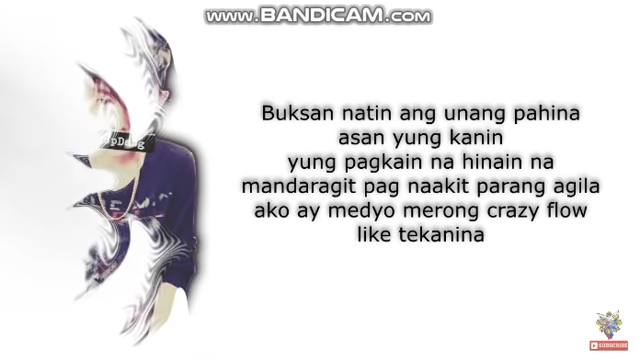 www.BANDICAM.com
Buksan natin ang unang pahina
asan yung kanin
yung pagkain na hinain na
mandaragit pag naakit parang agila
ako ay medyo merong crazy flow
like tekanina
SUBSCRIBE